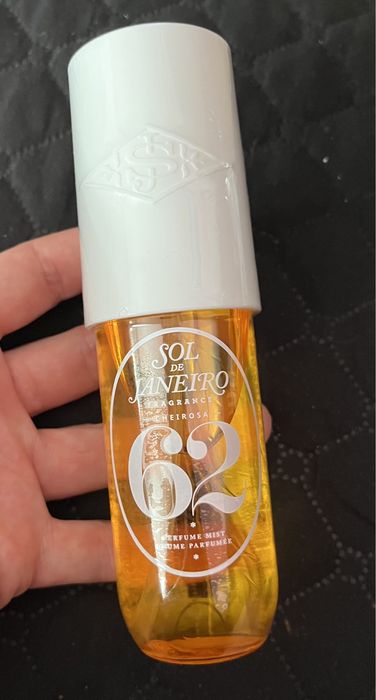 SOL
DE
JANEIRO
FRAGRANCE
CHEIROSA
62
PERFUME MIST
BRUME PARFUMÉE